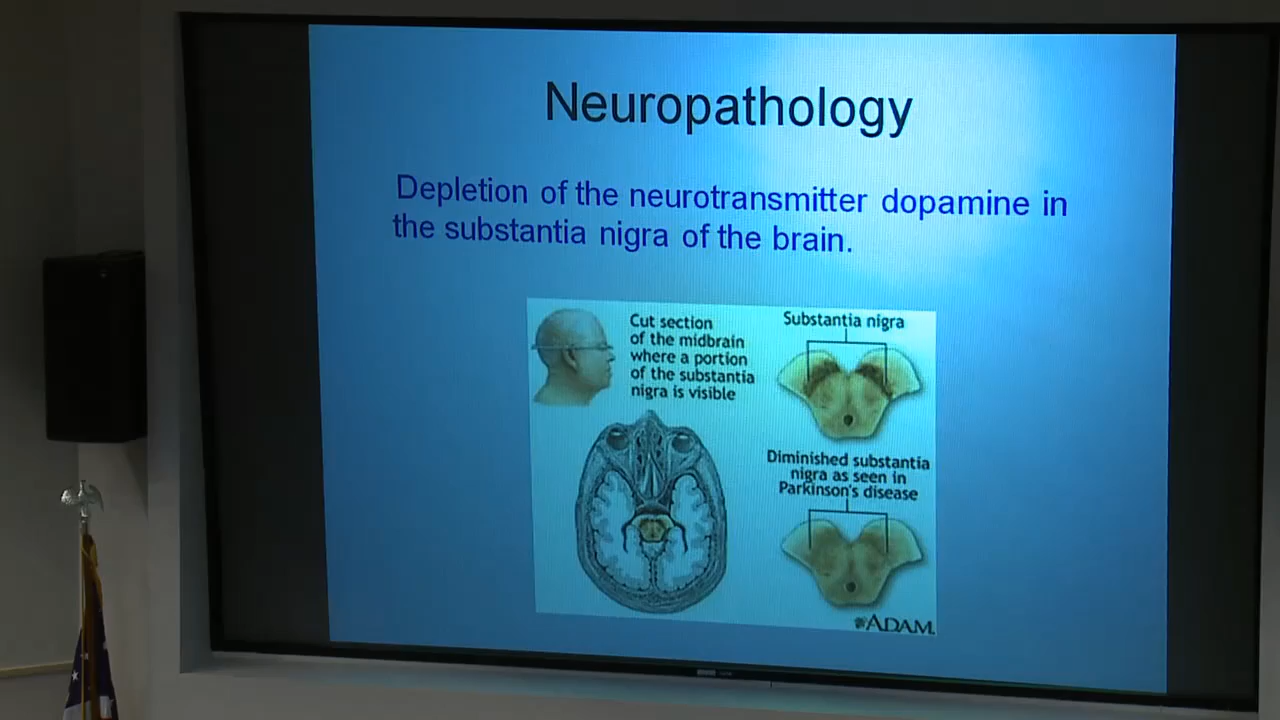 Neuropathology
Depletion of the neurotransmitter dopamine in
the substantia nigra of the brain.
Cut section
of the midbrain
where a portion
of the substantia
nigra is visible
Substantia nigra
Diminished substantia
nigra as seen in
Parkinson's disease
ADAM.